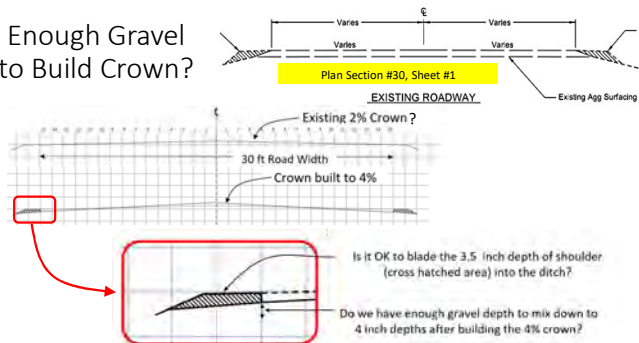 Enough Gravel
to Build Crown?
℄
Varies
Varies
Varies
Varies
Plan Section #30, Sheet #1
EXISTING ROADWAY
Existing Agg Surfacing
℄
Existing 2% Crown?
30 ft Road Width
Crown built to 4%
Is it OK to blade the 3.5 inch depth of shoulder
(cross hatched area) into the ditch?
Do we have enough gravel depth to mix down to
4 inch depths after building the 4% crown?